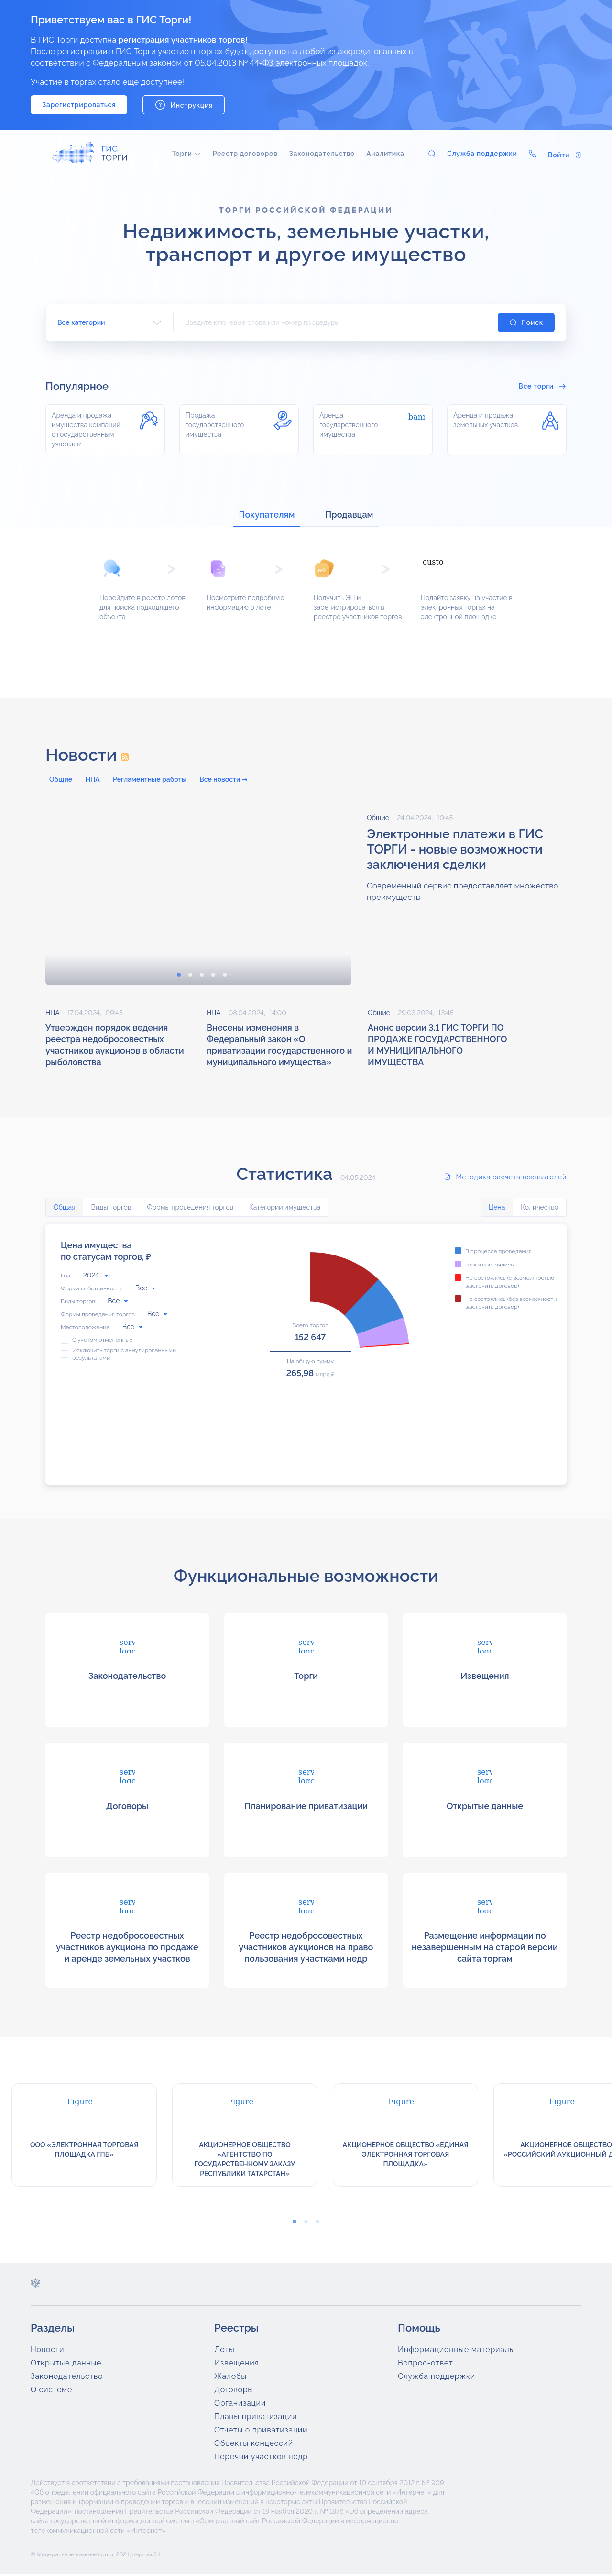 Приветствуем вас в ГИС Торги!
В ГИС Торги доступна регистрация участников торгов!
После регистрации в ГИС Торги участие в торгах будет доступно на любой из аккредитованных в
соответствии с Федеральным законом от 05.04.2013 № 44-ФЗ электронных площадок.
Участие в торгах стало еще доступнее!
Зарегистрироваться
Инструкция
ГИС
ТОРГИ
Торги
Реестр договоров
Законодательство
Аналитика
Служба поддержки
Войти
ТОРГИ РОССИЙСКОЙ ФЕДЕРАЦИИ
Недвижимость, земельные участки,
транспорт и другое имущество
Все категории
Введите ключевые слова или номер процедуры
Поиск
Популярное
Все торги
Аренда и продажа
имущества компаний
с государственным
участием
Продажа
государственного
имущества
Аренда
государственного
имущества
Аренда и продажа
земельных участков
Покупателям
Продавцам
custo
Перейдите в реестр лотов
для поиска подходящего
объекта
Посмотрите подробную
информацию о лоте
Получить ЭП и
зарегистрироваться в
реестре участников торгов
Подайте заявку на участие в
электронных торгах на
электронной площадке
Новости
Общие
НПА
Регламентные работы
Все новости →
Общие 24.04.2024, 10:45
Электронные платежи в ГИС
ТОРГИ - новые возможности
заключения сделки
Современный сервис предоставляет множество
преимуществ
НПА 17.04.2024, 09:45
Утвержден порядок ведения
реестра недобросовестных
участников аукционов в области
рыболовства
НПА 08.04.2024, 14:00
Внесены изменения в
Федеральный закон «О
приватизации государственного и
муниципального имущества»
Общие 29.03.2024, 13:45
Анонс версии 3.1 ГИС ТОРГИ ПО
ПРОДАЖЕ ГОСУДАРСТВЕННОГО
И МУНИЦИПАЛЬНОГО
ИМУЩЕСТВА
Статистика
04.05.2024
Методика расчета показателей
Общая
Виды торгов
Формы проведения торгов
Категории имущества
Цена
Количество
Цена имущества
по статусам торгов, ₽
Год: 2024
Форма собственности: Все
Виды торгов: Все
Формы проведения торгов: Все
Местоположение: Все
С учетом отмененных
Исключить торги с аннулированными
результатами
Всего торгов
152 647
На общую сумму
265,98 млрд ₽
В процессе проведения
Торги состоялись
Не состоялись (с возможностью
заключить договор)
Не состоялись (без возможности
заключить договор)
Функциональные возможности
Законодательство
Торги
Извещения
Договоры
Планирование приватизации
Открытые данные
Реестр недобросовестных
участников аукциона по продаже
и аренде земельных участков
Реестр недобросовестных
участников аукционов на право
пользования участками недр
Размещение информации по
незавершенным на старой версии
сайта торгам
Figure
Figure
Figure
Figure
ООО «ЭЛЕКТРОННАЯ ТОРГОВАЯ
ПЛОЩАДКА ГПБ»
АКЦИОНЕРНОЕ ОБЩЕСТВО
«АГЕНТСТВО ПО
ГОСУДАРСТВЕННОМУ ЗАКАЗУ
РЕСПУБЛИКИ ТАТАРСТАН»
АКЦИОНЕРНОЕ ОБЩЕСТВО «ЕДИНАЯ
ЭЛЕКТРОННАЯ ТОРГОВАЯ
ПЛОЩАДКА»
АКЦИОНЕРНОЕ ОБЩЕСТВО
«РОССИЙСКИЙ АУКЦИОННЫЙ Д
Разделы
Новости
Открытые данные
Законодательство
О системе
Реестры
Лоты
Извещения
Жалобы
Договоры
Организации
Планы приватизации
Отчеты о приватизации
Объекты концессий
Перечни участков недр
Помощь
Информационные материалы
Вопрос-ответ
Служба поддержки
Действует в соответствии с требованиями постановления Правительства Российской Федерации от 10 сентября 2012 г. № 909
«Об определении официального сайта Российской Федерации в информационно-телекоммуникационной сети «Интернет» для
размещения информации о проведении торгов и внесении изменений в некоторые акты Правительства Российской
Федерации», постановления Правительства Российской Федерации от 19 ноября 2020 г. № 1876 «Об определении адреса
сайта государственной информационной системы «Официальный сайт Российской Федерации в информационно-
телекоммуникационной сети «Интернет»
© Федеральное казначейство, 2024, версия 3.1